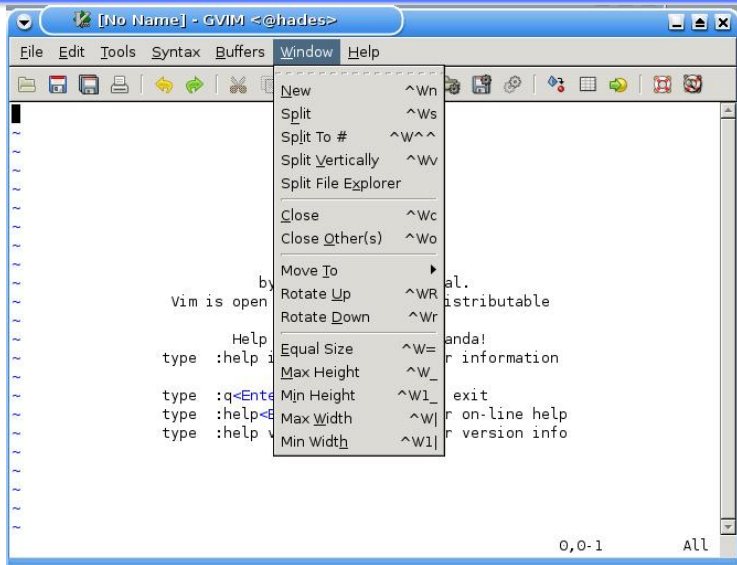 [No Name] - GVIM <@hades>
File Edit Tools Syntax Buffers Window Help
New ^Wn
Split ^Ws
Split To # ^W^^
Split Vertically ^Wv
Split File Explorer
Close ^Wc
Close Other(s) ^Wo
Move To
Rotate Up ^WR
Rotate Down ^Wr
Equal Size ^W=
Max Height ^W_
Min Height ^W1_
Max Width ^W|
Min Width ^W1|
~
~
~
~
~
~
~
~
~ by al.
~ Vim is open istributable
~
~ Help anda!
~ type :help i r information
~
~ type :q<Ente exit
~ type :help<E r on-line help
~ type :help v r version info
~
~
~
~
~
0,0-1 All